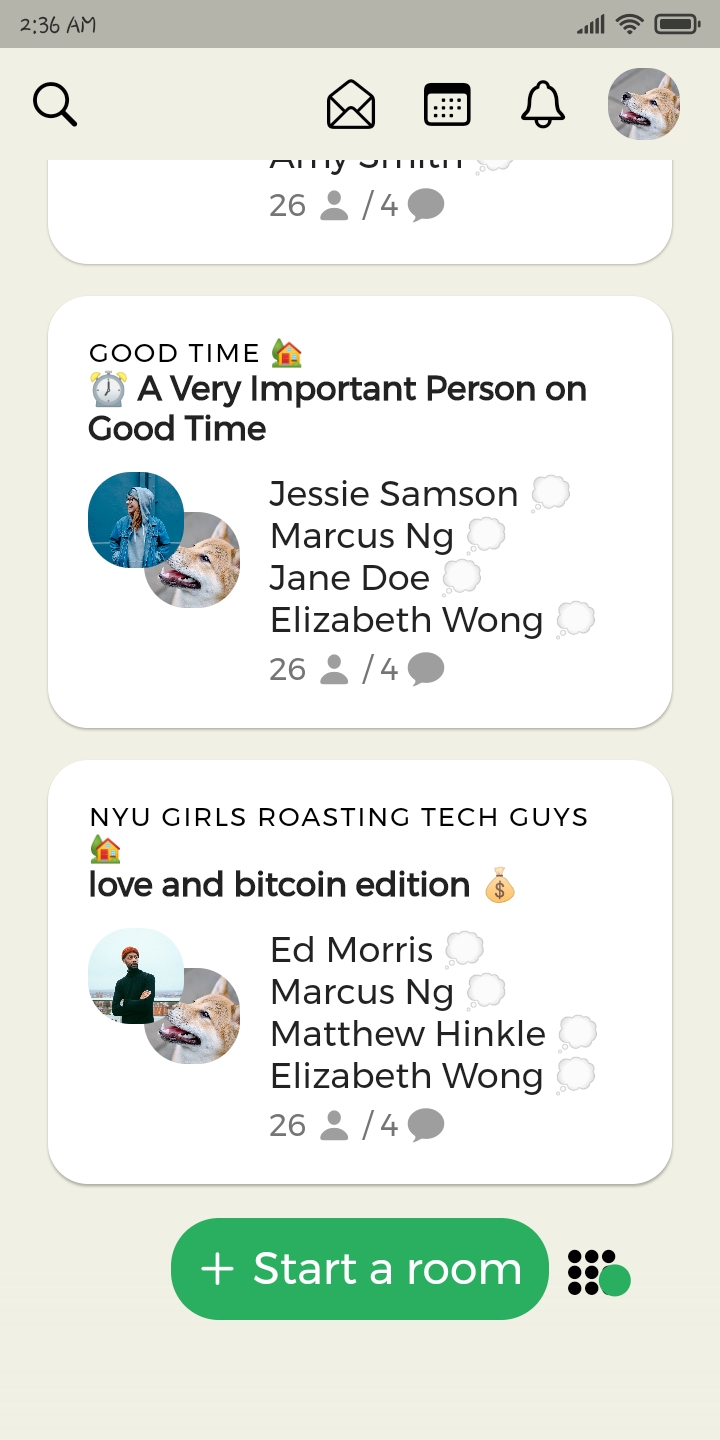 2:36 AM
Amy Smith 💭
26 / 4
GOOD TIME 🏡
⏰ A Very Important Person on
Good Time
Jessie Samson 💭
Marcus Ng 💭
Jane Doe 💭
Elizabeth Wong 💭
26 / 4
NYU GIRLS ROASTING TECH GUYS
🏡
love and bitcoin edition 💰
Ed Morris 💭
Marcus Ng 💭
Matthew Hinkle 💭
Elizabeth Wong 💭
26 / 4
+ Start a room